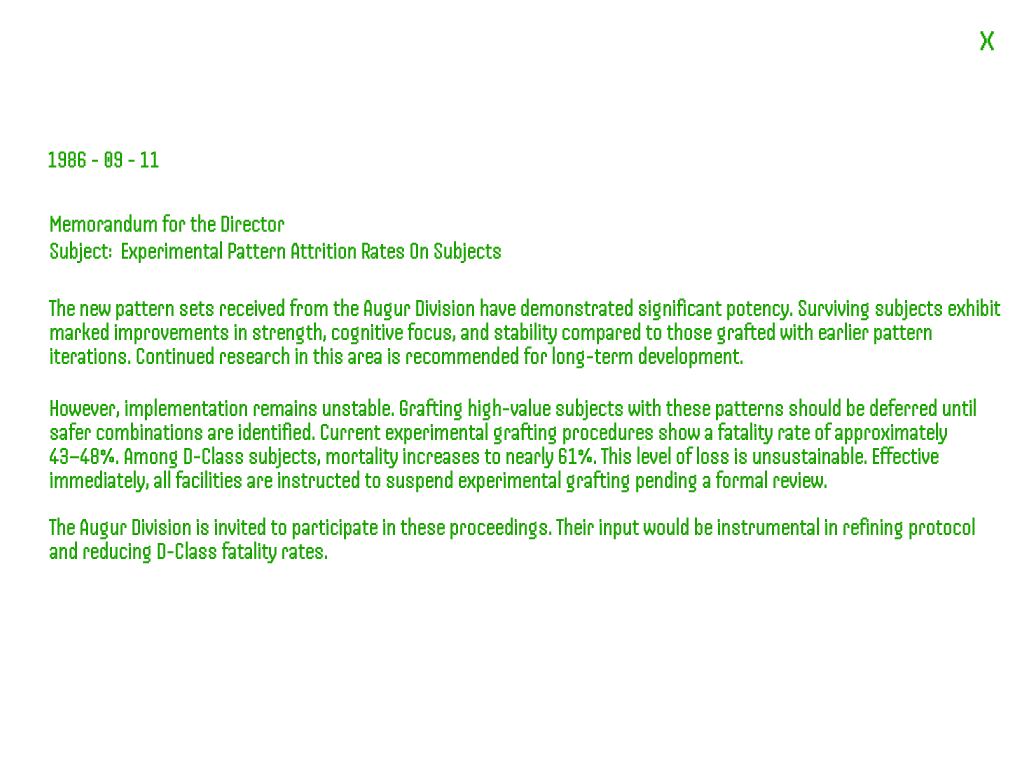 X
1986 - 09 - 11
Memorandum for the Director
Subject: Experimental Pattern Attrition Rates On Subjects
The new pattern sets received from the Augur Division have demonstrated significant potency. Surviving subjects exhibit
marked improvements in strength, cognitive focus, and stability compared to those grafted with earlier pattern
iterations. Continued research in this area is recommended for long-term development.
However, implementation remains unstable. Grafting high-value subjects with these patterns should be deferred until
safer combinations are identified. Current experimental grafting procedures show a fatality rate of approximately
43–48%. Among D-Class subjects, mortality increases to nearly 61%. This level of loss is unsustainable. Effective
immediately, all facilities are instructed to suspend experimental grafting pending a formal review.
The Augur Division is invited to participate in these proceedings. Their input would be instrumental in refining protocol
and reducing D-Class fatality rates.